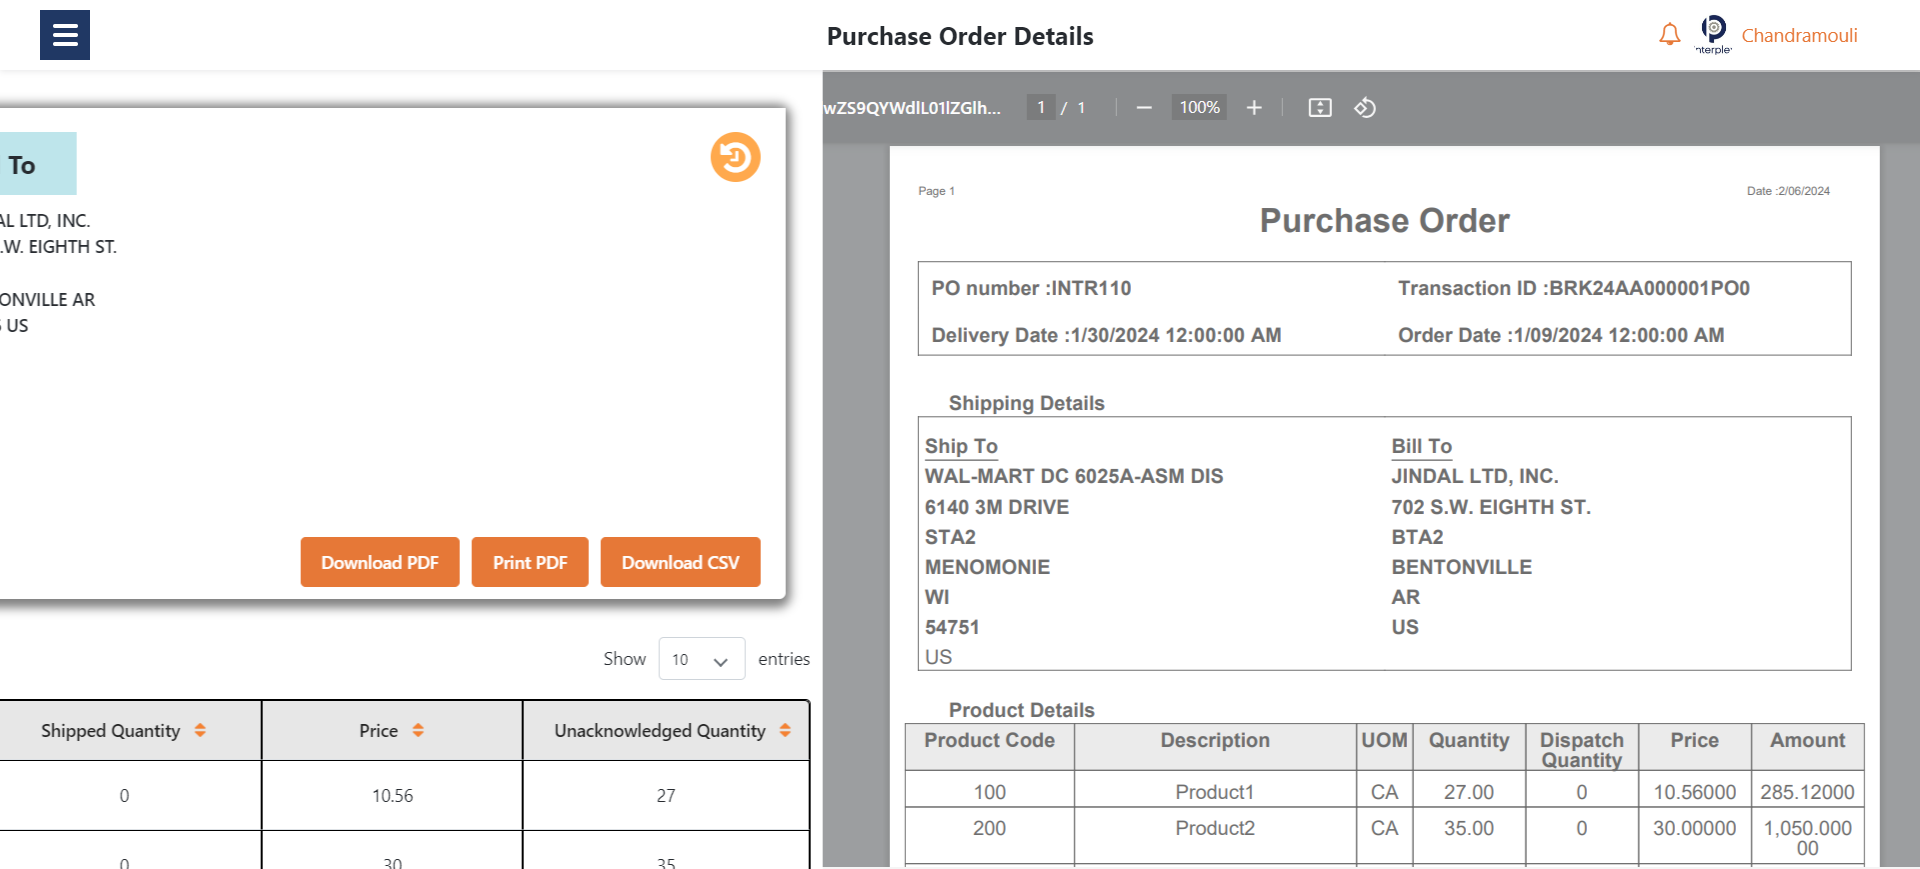 Purchase Order Details
Chandramouli
To
AL LTD, INC.
.W. EIGHTH ST.
ONVILLE AR
US
Download PDF
Print PDF
Download CSV
Show 10 entries
Shipped Quantity Price Unacknowledged Quantity
0 10.56 27
0 30 35
wZS9QYWdlL01lZGlh... 1 / 1 100%
Page 1 Date :2/06/2024
Purchase Order
PO number :INTR110 Transaction ID :BRK24AA000001PO0
Delivery Date :1/30/2024 12:00:00 AM Order Date :1/09/2024 12:00:00 AM
Shipping Details
Ship To
WAL-MART DC 6025A-ASM DIS
6140 3M DRIVE
STA2
MENOMONIE
WI
54751
US
Bill To
JINDAL LTD, INC.
702 S.W. EIGHTH ST.
BTA2
BENTONVILLE
AR
US
Product Details
Product Code Description UOM Quantity Dispatch Quantity Price Amount
100 Product1 CA 27.00 0 10.56000 285.12000
200 Product2 CA 35.00 0 30.00000 1,050.000
00